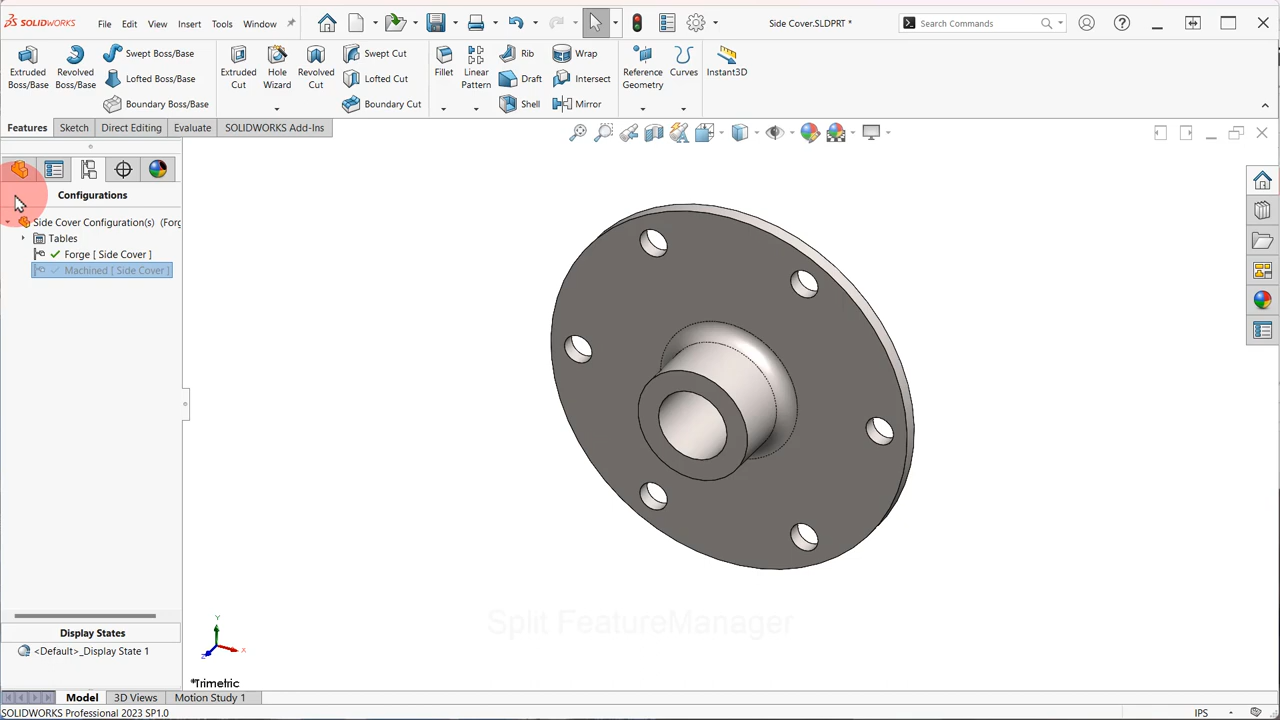 SOLIDWORKS File Edit View Insert Tools Window Side Cover.SLDPRT * Search Commands
Extruded Boss/Base
Revolved Boss/Base
Swept Boss/Base
Lofted Boss/Base
Boundary Boss/Base
Extruded Cut
Hole Wizard
Revolved Cut
Swept Cut
Lofted Cut
Boundary Cut
Fillet
Linear Pattern
Rib
Draft
Shell
Wrap
Intersect
Mirror
Reference Geometry
Curves
Instant3D
Features Sketch Direct Editing Evaluate SOLIDWORKS Add-Ins
Configurations
Side Cover Configuration(s) (Forg
Tables
Forge [ Side Cover ]
Machined [ Side Cover ]
Split FeatureManager
Display States
<Default>_Display State 1
Y
X
Z
*Trimetric
Model 3D Views Motion Study 1
SOLIDWORKS Professional 2023 SP1.0 IPS